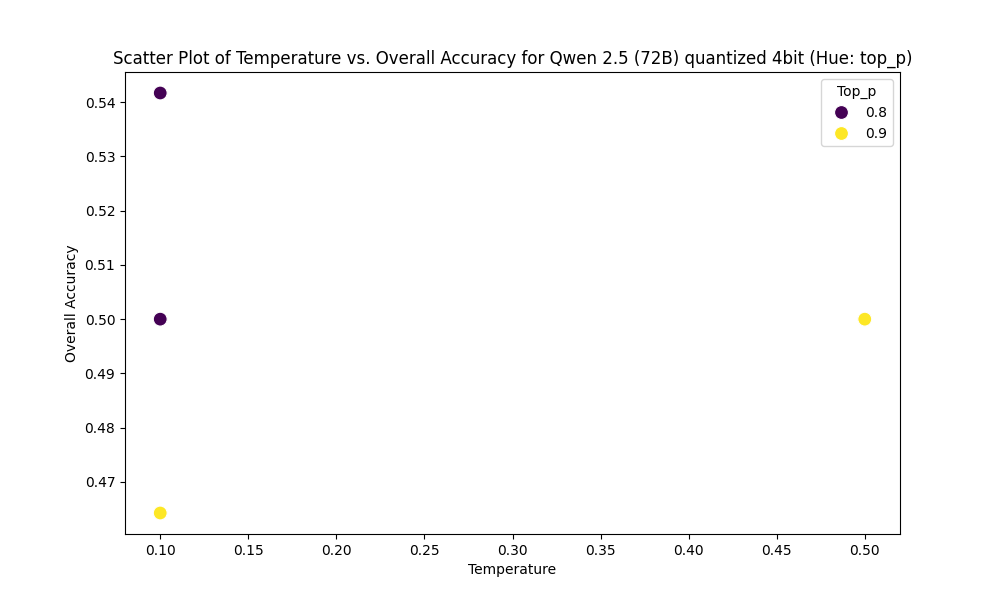 Scatter Plot of Temperature vs. Overall Accuracy for Qwen 2.5 (72B) quantized 4bit (Hue: top_p)
Top_p
0.8
0.9
Overall Accuracy
0.54
0.53
0.52
0.51
0.50
0.49
0.48
0.47
0.10 0.15 0.20 0.25 0.30 0.35 0.40 0.45 0.50
Temperature